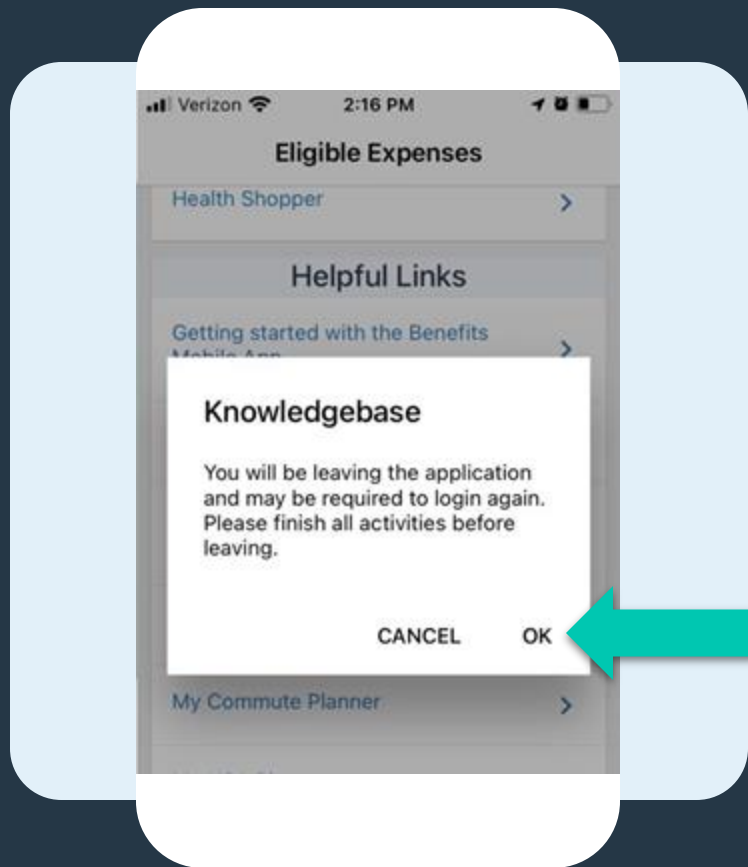 Verizon 2:16 PM
Eligible Expenses
Health Shopper
Helpful Links
Getting started with the Benefits
Mobile App
Knowledgebase
You will be leaving the application
and may be required to login again.
Please finish all activities before
leaving.
CANCEL OK
My Commute Planner